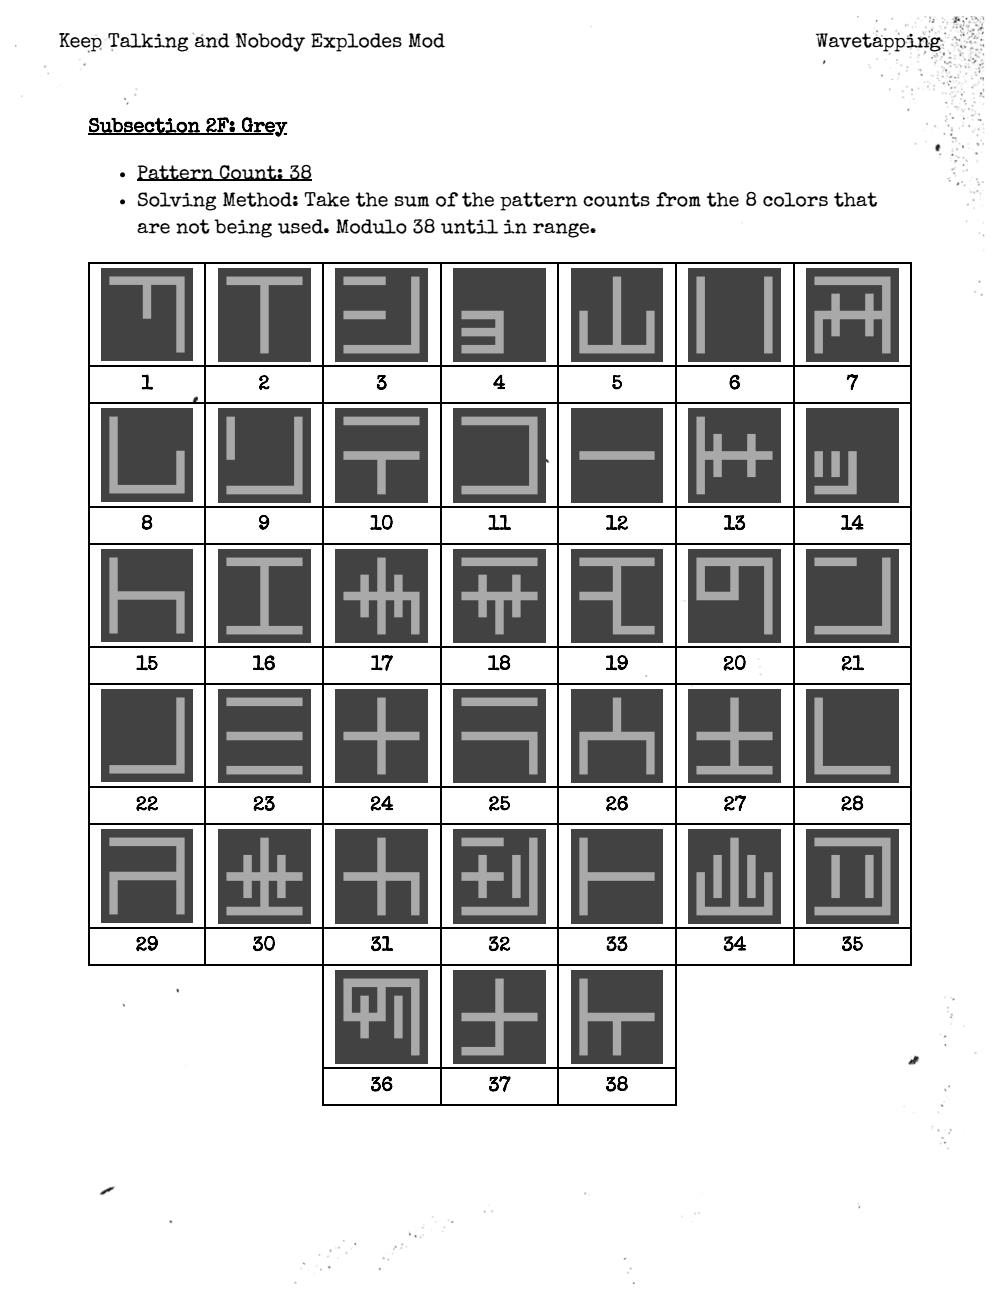 Keep Talking and Nobody Explodes Mod
Wavetapping
Subsection 2F: Grey
• Pattern Count: 38
• Solving Method: Take the sum of the pattern counts from the 8 colors that
are not being used. Modulo 38 until in range.
1 2 3 4 5 6 7
8 9 10 11 12 13 14
15 16 17 18 19 20 21
22 23 24 25 26 27 28
29 30 31 32 33 34 35
36 37 38